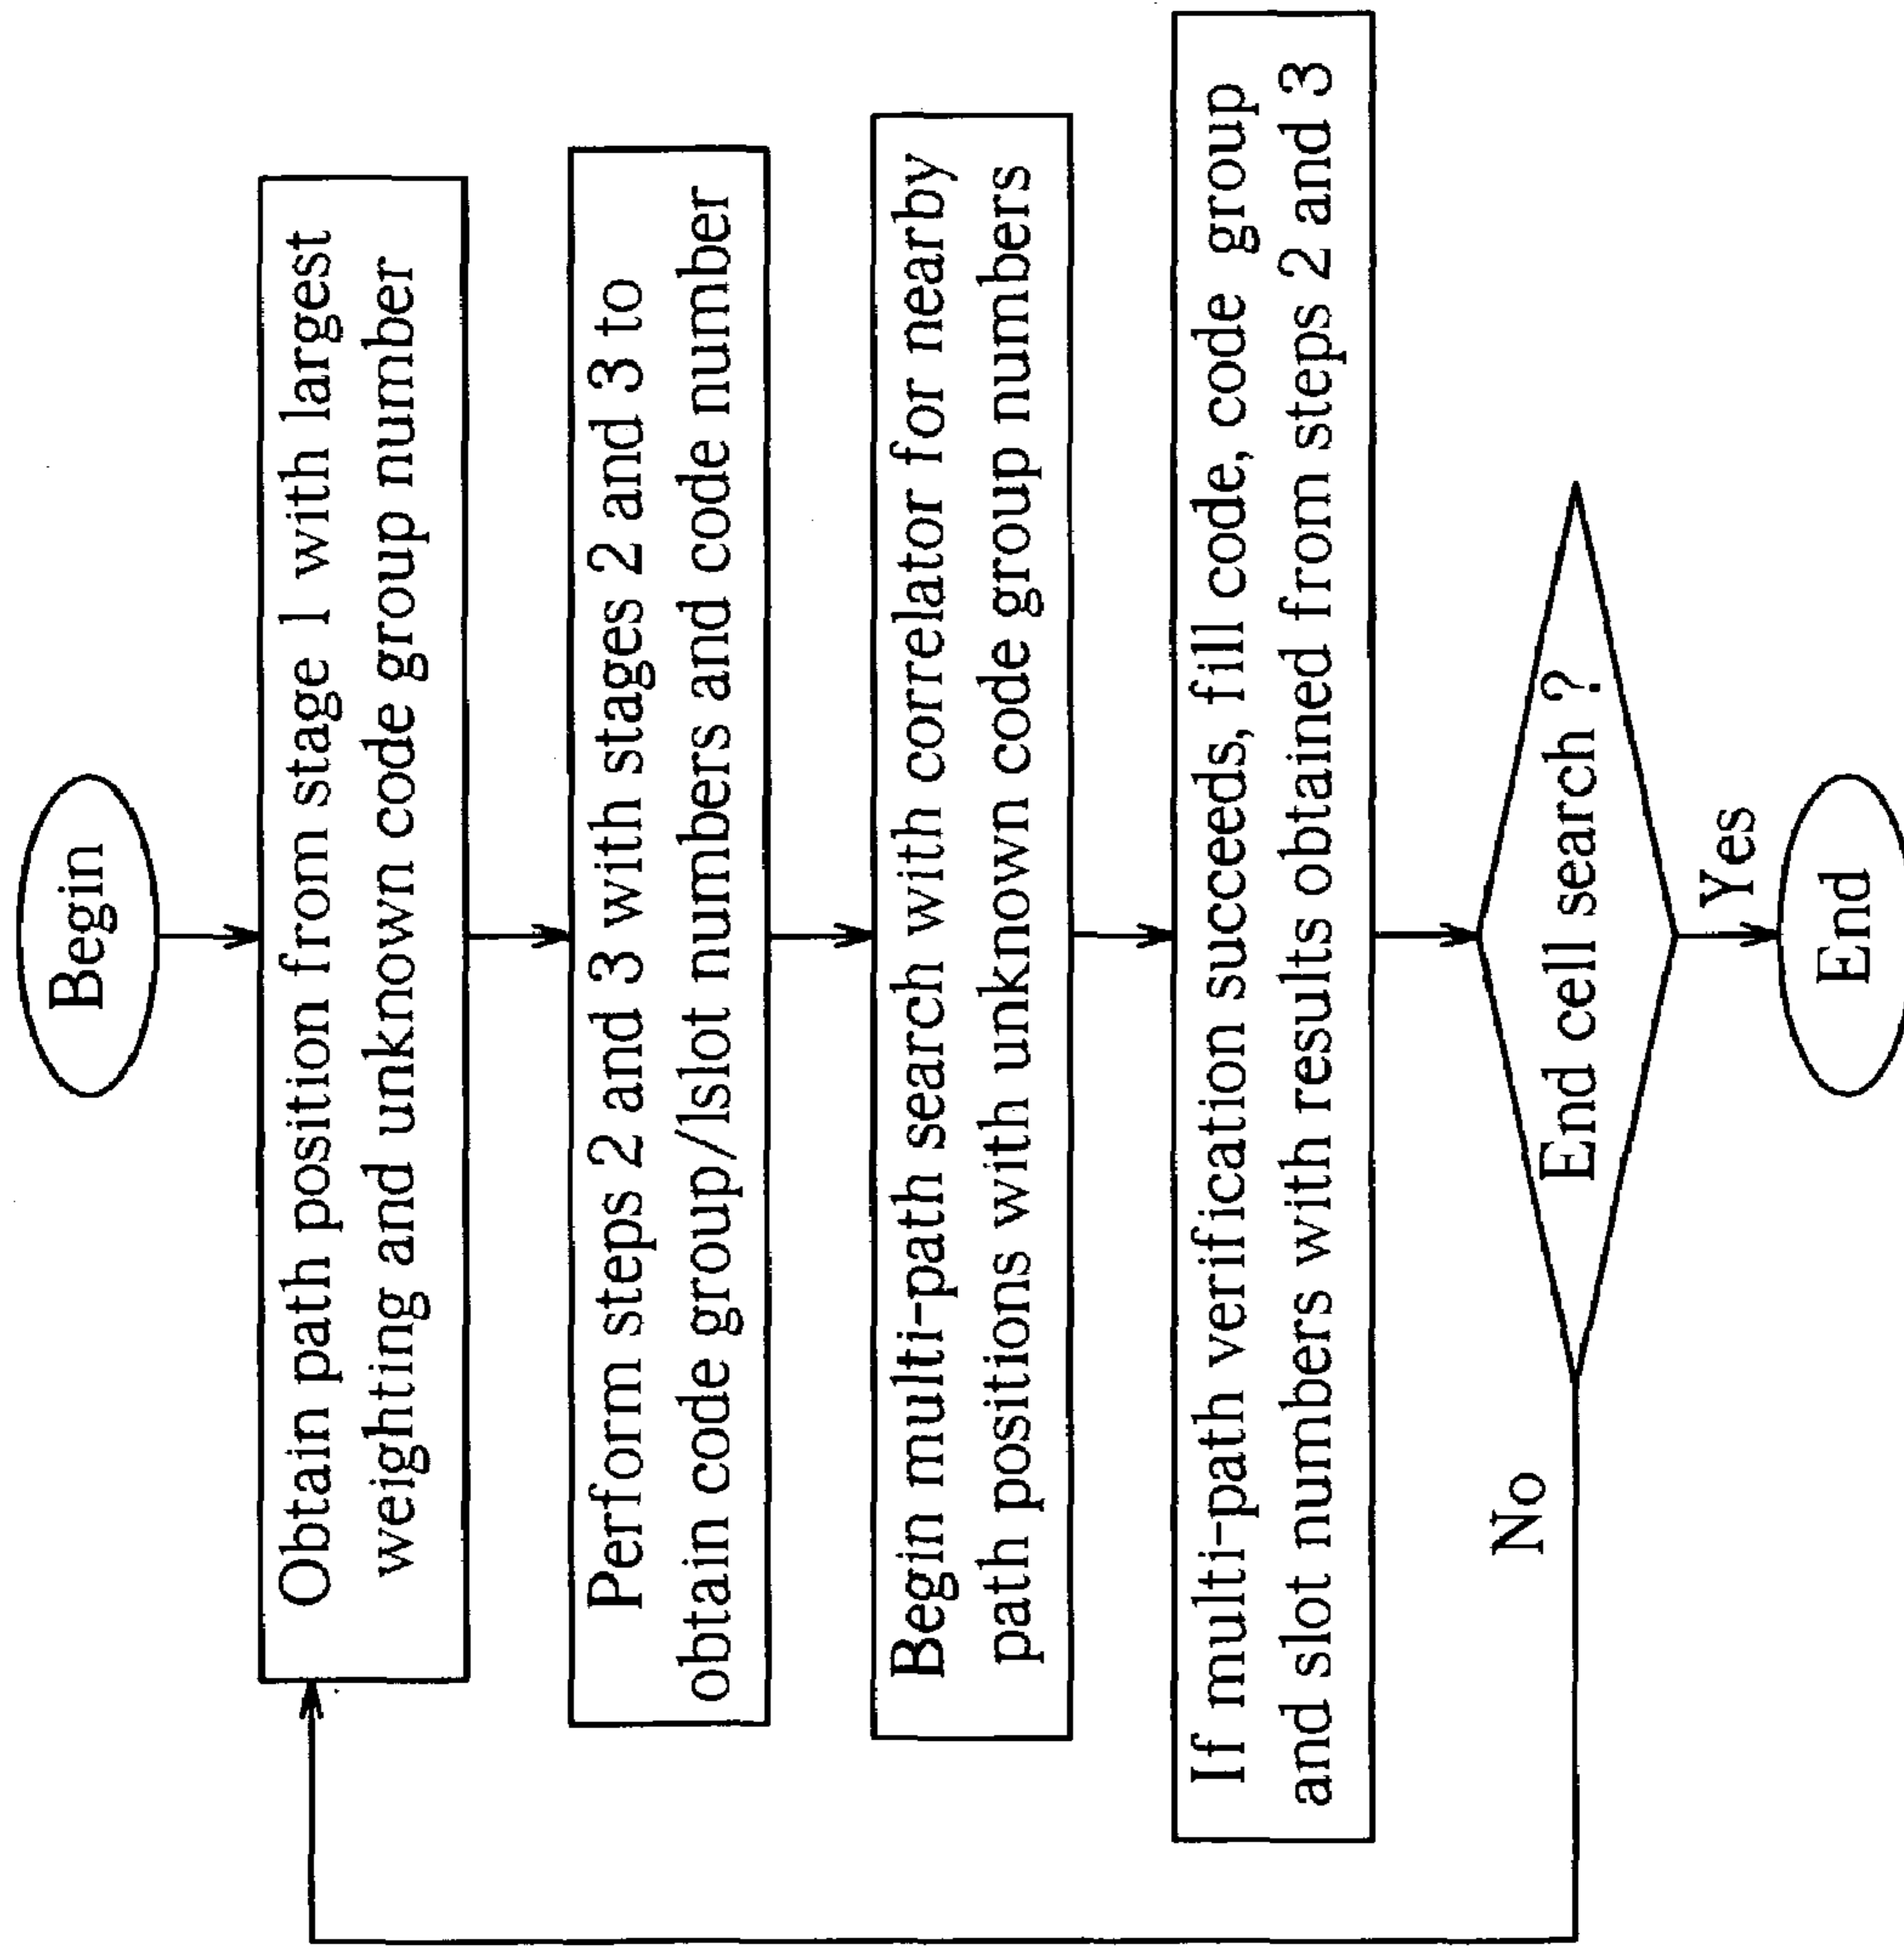 Begin
Obtain path position from stage 1 with largest
weighting and unknown code group number
Perform steps 2 and 3 with stages 2 and 3 to
obtain code group/1slot numbers and code number
Begin multi-path search with correlator for nearby
path positions with unknown code group numbers
If multi-path verification succeeds, fill code, code group
and slot numbers with results obtained from steps 2 and 3
End cell search ?
No
Yes
End